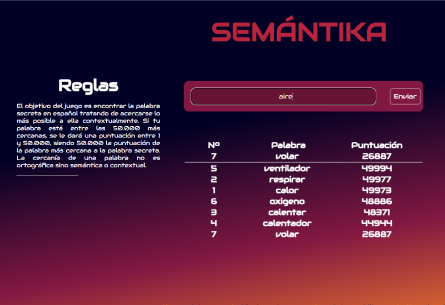 SEMÁNTIKA
Reglas
El objetivo del juego es encontrar la palabra
secreta en español tratando de acercarse lo
más posible a ella contextualmente. Si tu
palabra está entre las 50.000 más
cercanas, se le dará una puntuación entre 1
y 50.000, siendo 50.000 la puntuación de
la palabra más cercana a la palabra secreta.
La cercanía de una palabra no es
ortográfica sino semántica o contextual.
aire
Enviar
Nº Palabra Puntuación
7 volar 26887
5 ventilador 49994
2 respirar 49977
1 calor 49973
6 oxigeno 48886
3 calentar 48371
4 calentador 44944
7 volar 26887